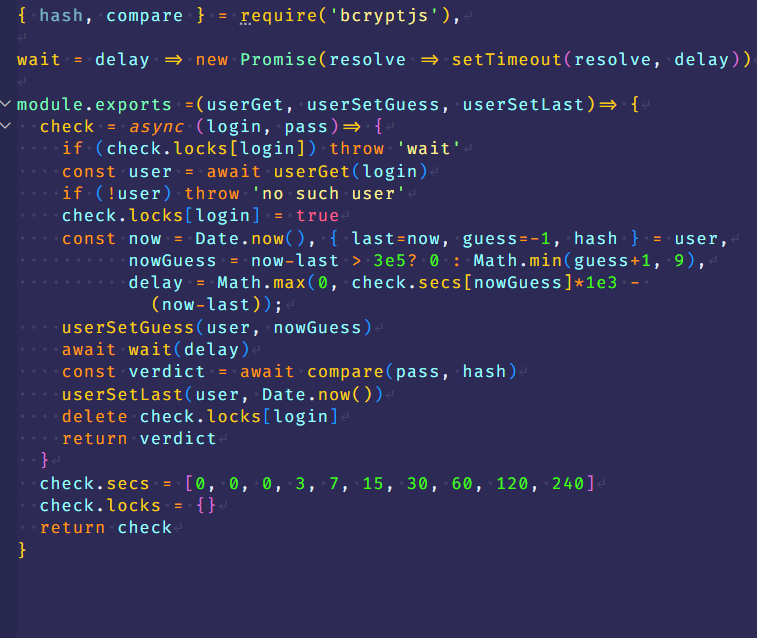 { hash, compare } = require('bcryptjs'),
wait = delay => new Promise(resolve => setTimeout(resolve, delay))
module.exports =(userGet, userSetGuess, userSetLast)=> {
check = async (login, pass)=> {
if (check.locks[login]) throw 'wait'
const user = await userGet(login)
if (!user) throw 'no such user'
check.locks[login] = true
const now = Date.now(), { last=now, guess=-1, hash } = user,
nowGuess = now-last > 3e5? 0 : Math.min(guess+1, 9),
delay = Math.max(0, check.secs[nowGuess]*1e3 -
(now-last));
userSetGuess(user, nowGuess)
await wait(delay)
const verdict = await compare(pass, hash)
userSetLast(user, Date.now())
delete check.locks[login]
return verdict
}
check.secs = [0, 0, 0, 3, 7, 15, 30, 60, 120, 240]
check.locks = {}
return check
}